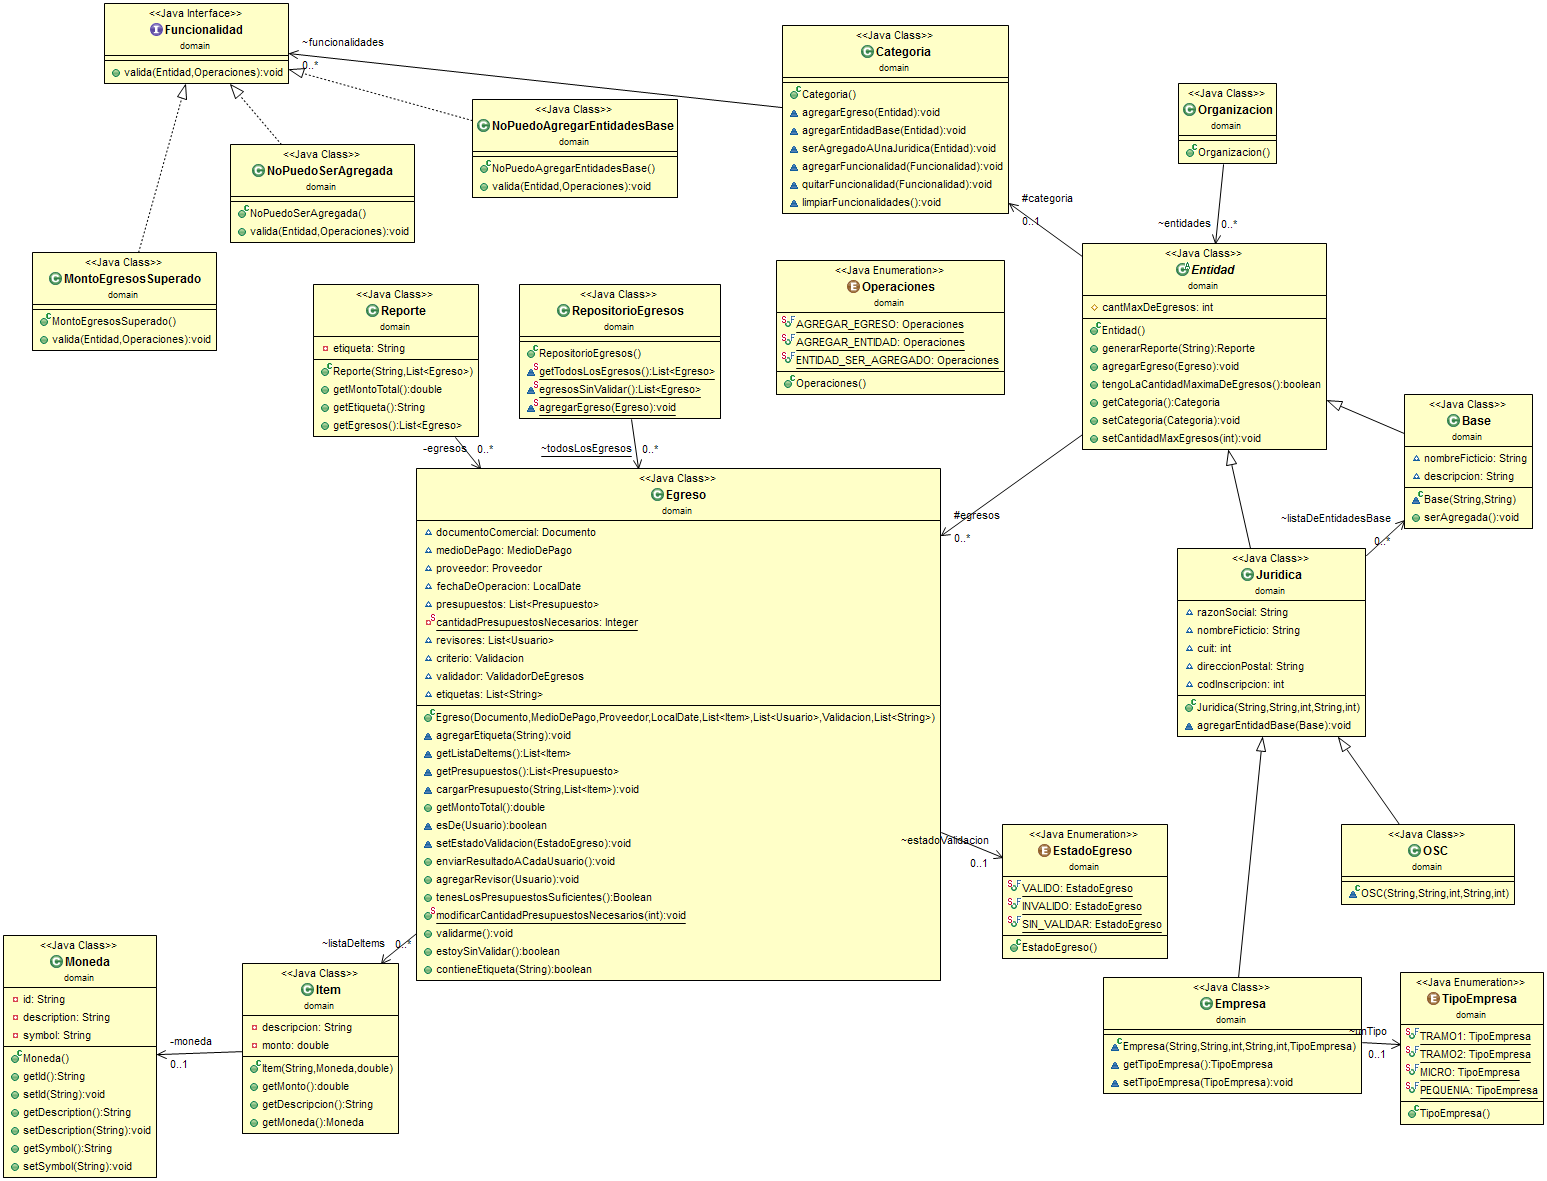 <<Java Interface>>
Funcionalidad
domain
valida(Entidad,Operaciones):void
~funcionalidades
0..*
<<Java Class>>
Categoria
domain
Categoria()
agregarEgreso(Entidad):void
agregarEntidadBase(Entidad):void
serAgregadoAUnaJuridica(Entidad):void
agregarFuncionalidad(Funcionalidad):void
quitarFuncionalidad(Funcionalidad):void
limpiarFuncionalidades():void
<<Java Class>>
Organizacion
domain
Organizacion()
<<Java Class>>
NoPuedoAgregarEntidadesBase
domain
NoPuedoAgregarEntidadesBase()
valida(Entidad,Operaciones):void
<<Java Class>>
NoPuedoSerAgregada
domain
NoPuedoSerAgregada()
valida(Entidad,Operaciones):void
#categoria
0..1
~entidades
0..*
<<Java Class>>
MontoEgresosSuperado
domain
MontoEgresosSuperado()
valida(Entidad,Operaciones):void
<<Java Class>>
Reporte
domain
etiqueta: String
Reporte(String,List<Egreso>)
getMontoTotal():double
getEtiqueta():String
getEgresos():List<Egreso>
<<Java Class>>
RepositorioEgresos
domain
RepositorioEgresos()
getTodosLosEgresos():List<Egreso>
egresosSinValidar():List<Egreso>
agregarEgreso(Egreso):void
<<Java Enumeration>>
Operaciones
domain
AGREGAR_EGRESO: Operaciones
AGREGAR_ENTIDAD: Operaciones
ENTIDAD_SER_AGREGADO: Operaciones
Operaciones()
<<Java Class>>
Entidad
domain
cantMaxDeEgresos: int
Entidad()
generarReporte(String):Reporte
agregarEgreso(Egreso):void
tengoLaCantidadMaximaDeEgresos():boolean
getCategoria():Categoria
setCategoria(Categoria):void
setCantidadMaxEgresos(int):void
<<Java Class>>
Base
domain
nombreFicticio: String
descripcion: String
Base(String,String)
serAgregada():void
-egresos
0..*
~todosLosEgresos
0..*
#egresos
0..*
~listaDeEntidadesBase
0..*
<<Java Class>>
Egreso
domain
documentoComercial: Documento
medioDePago: MedioDePago
proveedor: Proveedor
fechaDeOperacion: LocalDate
presupuestos: List<Presupuesto>
cantidadPresupuestosNecesarios: Integer
revisores: List<Usuario>
criterio: Validacion
validador: ValidadorDeEgresos
etiquetas: List<String>
Egreso(Documento,MedioDePago,Proveedor,LocalDate,List<Item>,List<Usuario>,Validacion,List<String>)
agregarEtiqueta(String):void
getListaDeItems():List<Item>
getPresupuestos():List<Presupuesto>
cargarPresupuesto(String,List<Item>):void
getMontoTotal():double
esDe(Usuario):boolean
setEstadoValidacion(EstadoEgreso):void
enviarResultadoACadaUsuario():void
agregarRevisor(Usuario):void
tenesLosPresupuestosSuficientes():Boolean
modificarCantidadPresupuestosNecesarios(int):void
validarme():void
estoySinValidar():boolean
contieneEtiqueta(String):boolean
<<Java Class>>
Juridica
domain
razonSocial: String
nombreFicticio: String
cuit: int
direccionPostal: String
codInscripcion: int
Juridica(String,String,int,String,int)
agregarEntidadBase(Base):void
~estadoValidacion
0..1
<<Java Enumeration>>
EstadoEgreso
domain
VALIDO: EstadoEgreso
INVALIDO: EstadoEgreso
SIN_VALIDAR: EstadoEgreso
EstadoEgreso()
<<Java Class>>
OSC
domain
OSC(String,String,int,String,int)
~listaDeItems
0..*
<<Java Class>>
Moneda
domain
id: String
description: String
symbol: String
Moneda()
getId():String
setId(String):void
getDescription():String
setDescription(String):void
getSymbol():String
setSymbol(String):void
-moneda
0..1
<<Java Class>>
Item
domain
descripcion: String
monto: double
Item(String,Moneda,double)
getMonto():double
getDescripcion():String
getMoneda():Moneda
<<Java Class>>
Empresa
domain
Empresa(String,String,int,String,int,TipoEmpresa)
getTipoEmpresa():TipoEmpresa
setTipoEmpresa(TipoEmpresa):void
~unTipo
0..1
<<Java Enumeration>>
TipoEmpresa
domain
TRAMO1: TipoEmpresa
TRAMO2: TipoEmpresa
MICRO: TipoEmpresa
PEQUENIA: TipoEmpresa
TipoEmpresa()